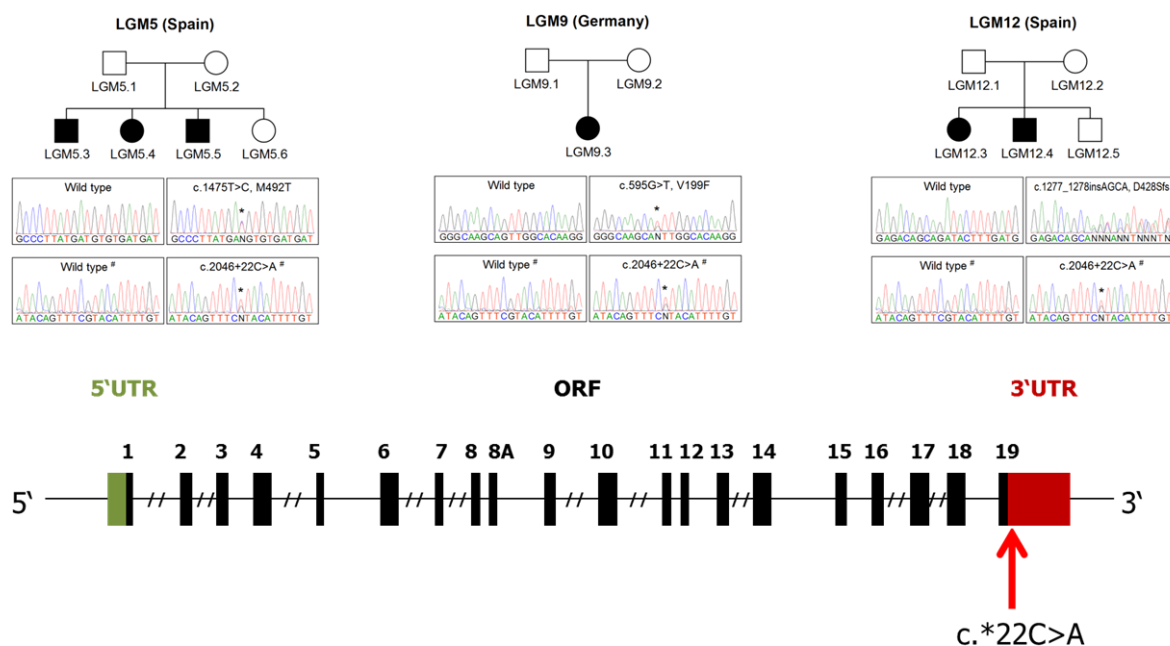 LGM5 (Spain)
LGM5.1
LGM5.2
LGM5.3
LGM5.4
LGM5.5
LGM5.6
Wild type
c.1475T>C, M492T
*
GCCCTTATGATGTGTGATGAT
GCCCTTATGANGTGTGATGAT
Wild type #
c.2046+22C>A #
*
ATACAGTTTCGTACATTTTGT
ATACAGTTTCNTACATTTTGT
LGM9 (Germany)
LGM9.1
LGM9.2
LGM9.3
Wild type
c.595G>T, V199F
*
GGGCAAGCAGTTGGCACAAGG
GGGCAAGCANTTGGCACAAGG
Wild type #
c.2046+22C>A #
*
ATACAGTTTCGTACATTTTGT
ATACAGTTTCNTACATTTTGT
LGM12 (Spain)
LGM12.1
LGM12.2
LGM12.3
LGM12.4
LGM12.5
Wild type
c.1277_1278insAGCA, D428Sfs
GAGACAGCAGATACTTTGATG
GAGACAGCANNNANNTNNNTN
Wild type #
c.2046+22C>A #
*
ATACAGTTTCGTACATTTTGT
ATACAGTTTCNTACATTTTGT
5‘UTR
ORF
3‘UTR
1 2 3 4 5 6 7 8 8A 9 10 11 12 13 14 15 16 17 18 19
5‘
3‘
c.*22C>A